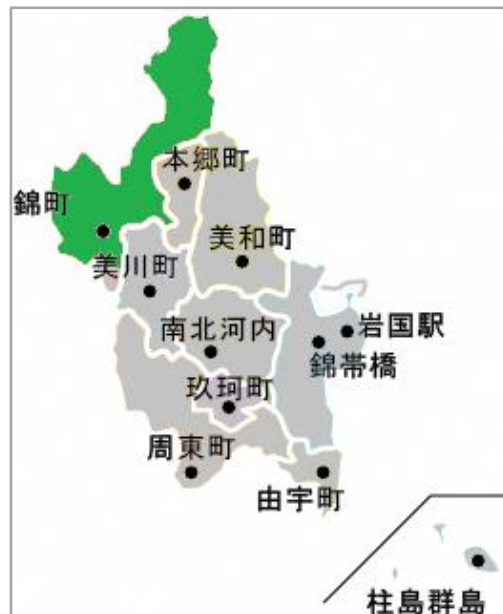 本郷町
錦町
美和町
美川町
岩国駅
南北河内
錦帯橋
玖珂町
周東町
由宇町
柱島群島